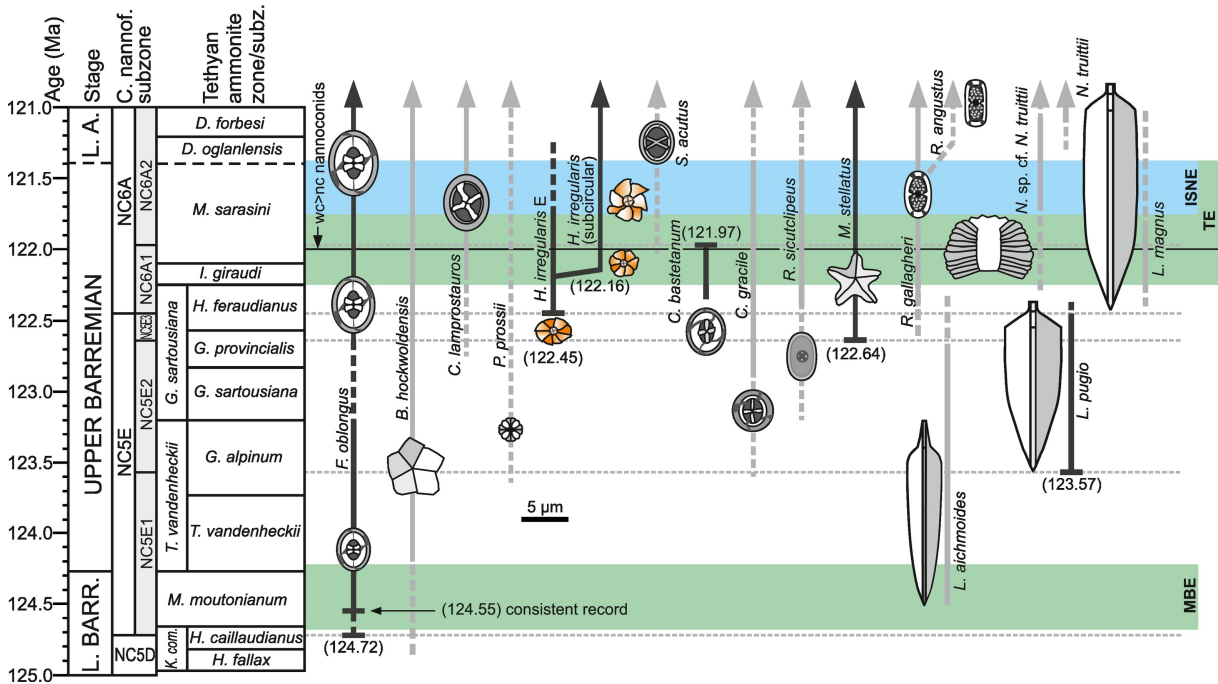 Age (Ma)
Stage
C. nannof.
subzone
Tethyan
ammonite
zone/subz.
121.0
121.5
122.0
122.5
123.0
123.5
124.0
124.5
125.0
L. A.
UPPER BARREMIAN
L. BARR.
NC6A
NC5E
NC5D
NC6A2
NC6A1
NC5E3
NC5E2
NC5E1
D. forbesi
D. oglanlensis
M. sarasini
I. giraudi
G. sartousiana
H. feraudianus
G. provincialis
G. sartousiana
T. vandenheckii
G. alpinum
T. vandenheckii
M. moutonianum
K. com.
H. caillaudianus
H. fallax
wc>nc nannoconids
F. oblongus
(124.55) consistent record
(124.72)
B. hockwoldensis
C. lamprostauros
P. prossii
H. irregularis E
(122.45)
H. irregularis
(subcircular)
(122.16)
S. acutus
(121.97)
C. bastetanum
C. gracile
R. sicutclipeus
M. stellatus
(122.64)
R. gallagheri
R. angustus
L. aichmoides
N. sp. cf. N. truittii
N. truittii
L. pugio
(123.57)
L. magnus
5 µm
ISNE
TE
MBE